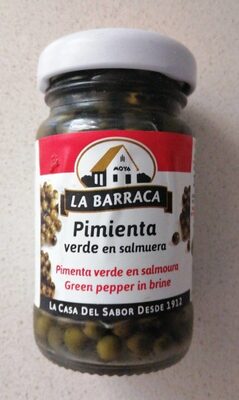 MOYA
LA BARRACA
Pimienta
verde en salmuera
Pimenta verde en salmoura
Green pepper in brine
LA CASA DEL SABOR DESDE 1912